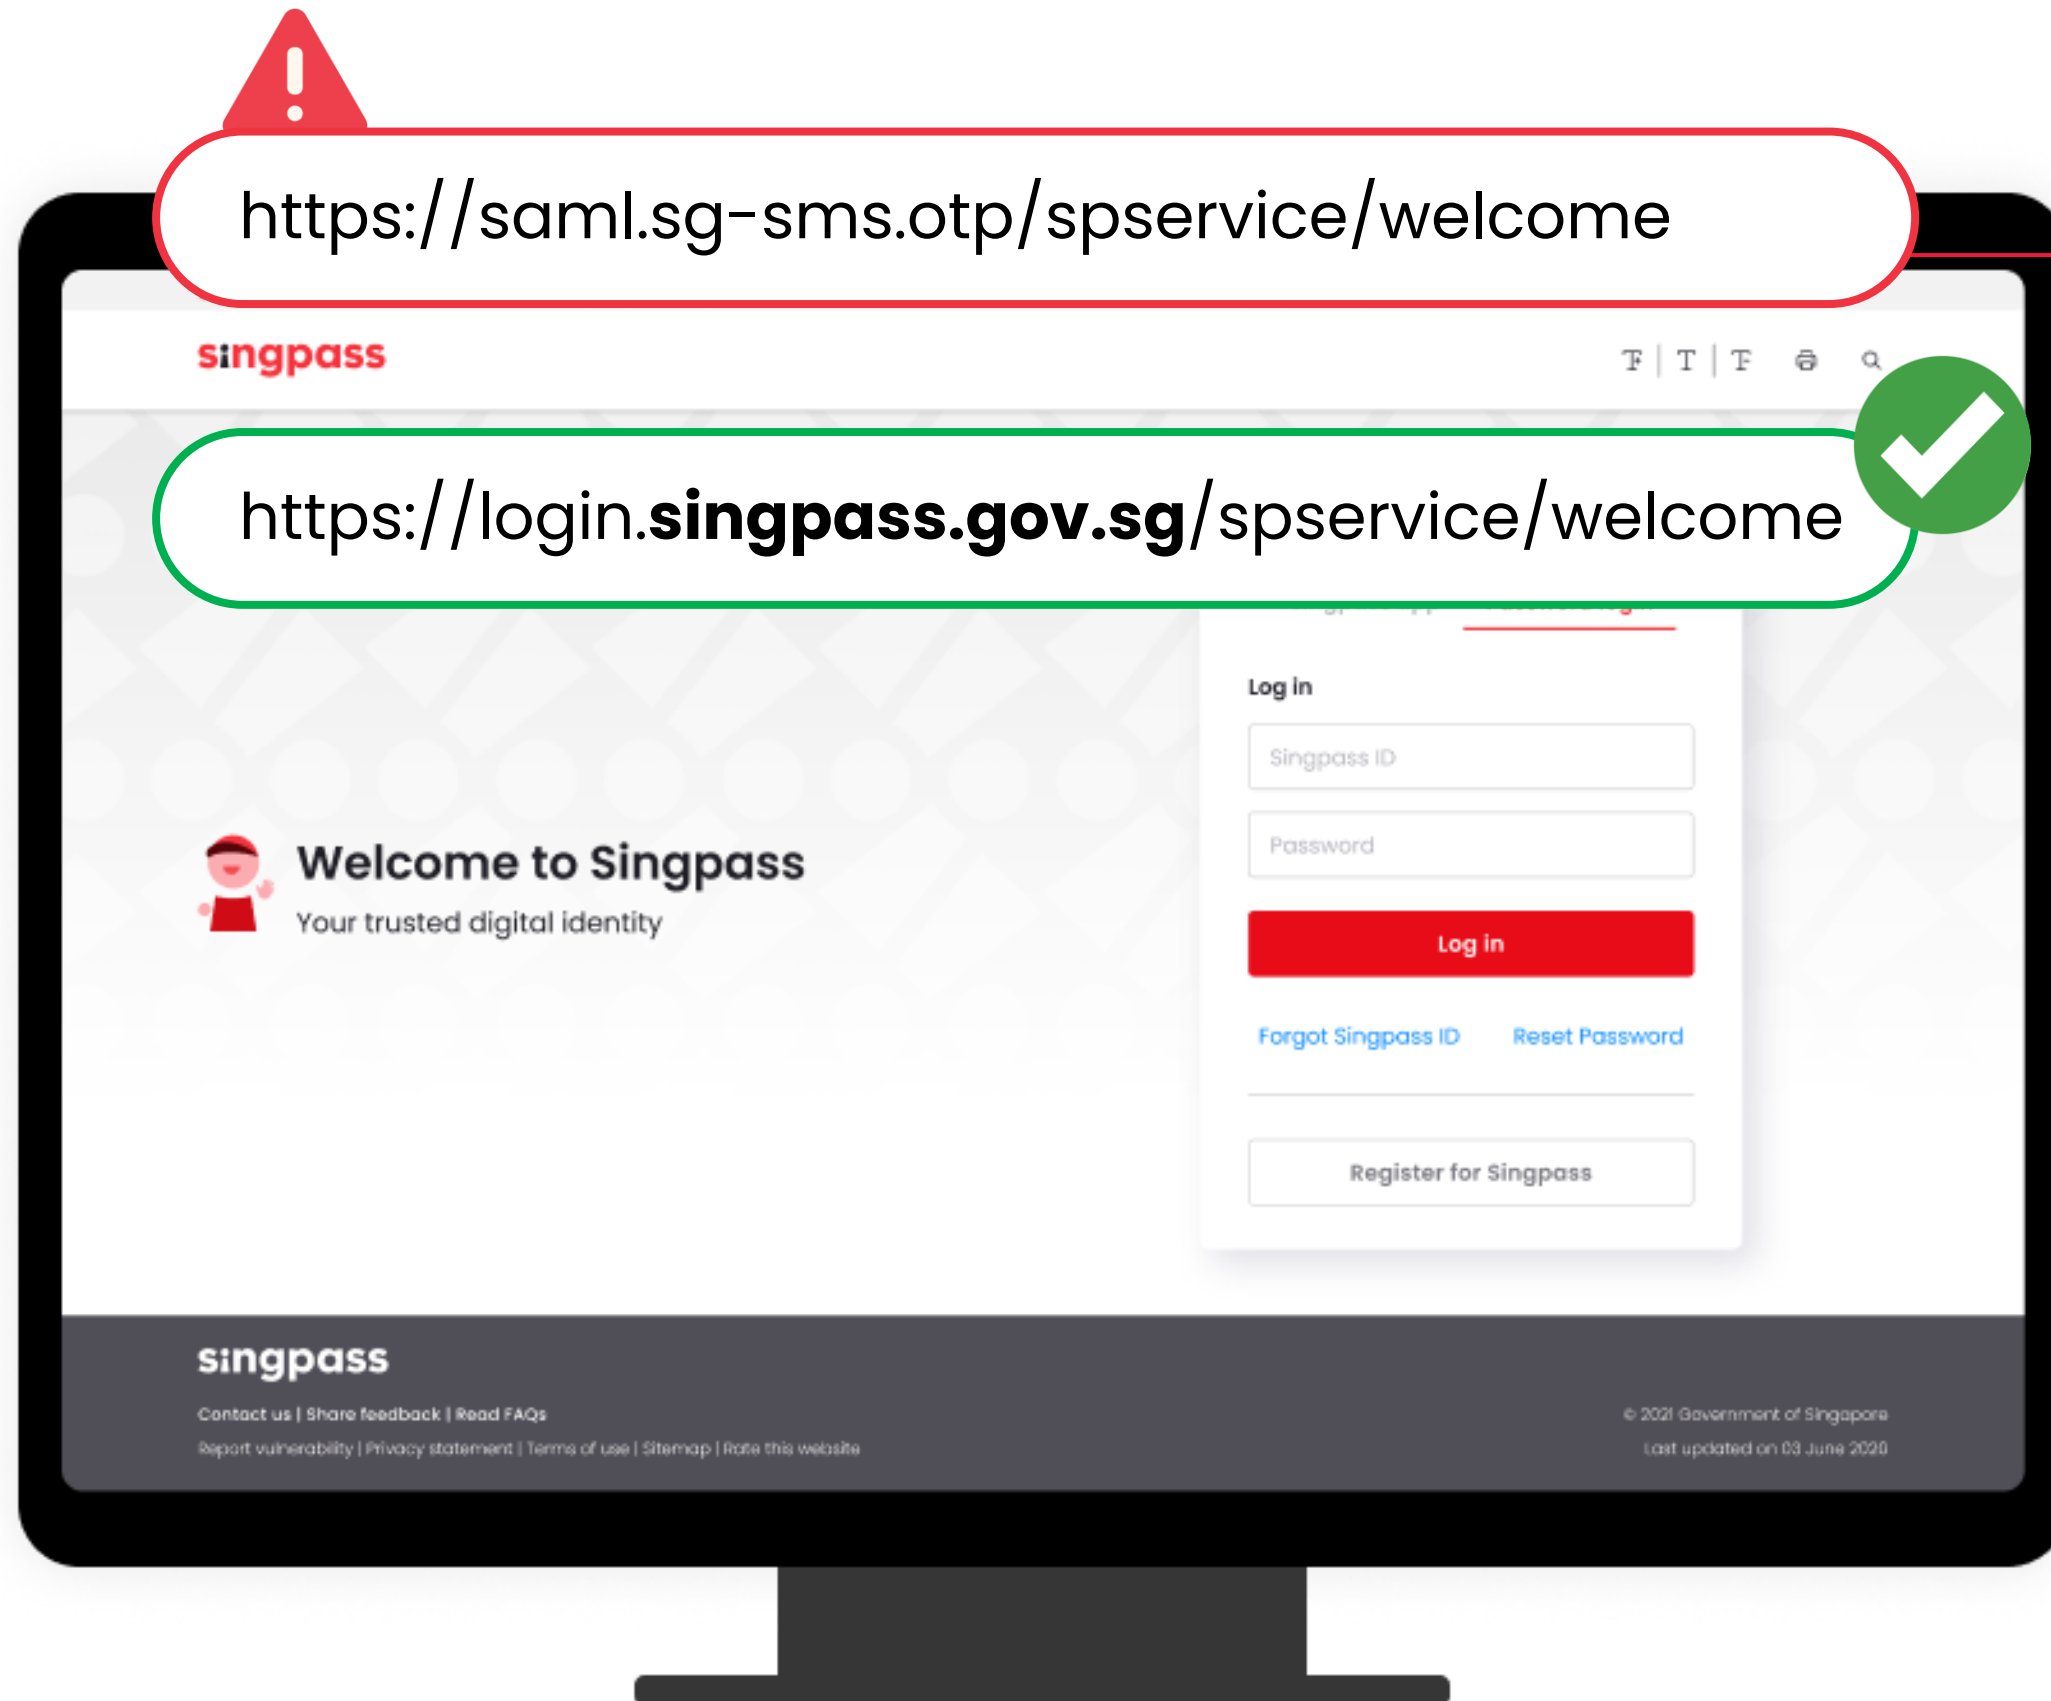 https://saml.sg-sms.otp/spservice/welcome
singpass
T | T | T
https://login.singpass.gov.sg/spservice/welcome
Log in
Singpass ID
Password
Welcome to Singpass
Your trusted digital identity
Log in
Forgot Singpass ID Reset Password
Register for Singpass
singpass
Contact us | Share feedback | Read FAQs
© 2021 Government of Singapore
Report vulnerability | Privacy statement | Terms of use | Sitemap | Rate this website
Last updated on 03 June 2020